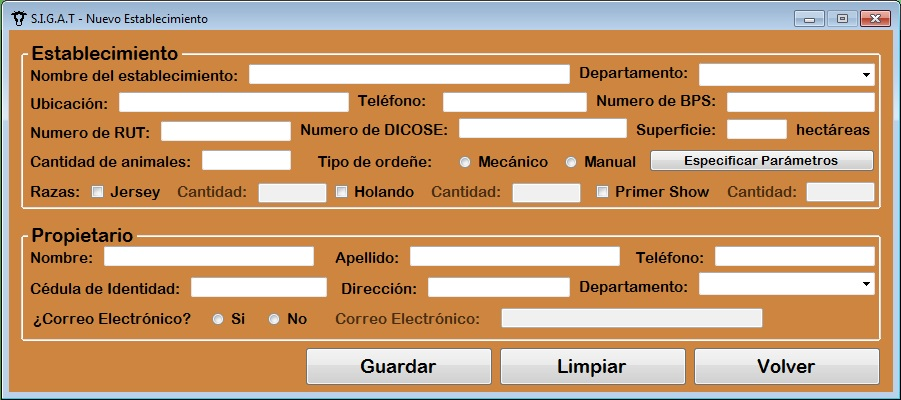 S.I.G.A.T - Nuevo Establecimiento
Establecimiento
Nombre del establecimiento: Departamento:
Ubicación: Teléfono: Numero de BPS:
Numero de RUT: Numero de DICOSE: Superficie: hectáreas
Cantidad de animales: Tipo de ordeñe: Mecánico Manual Especificar Parámetros
Razas: Jersey Cantidad: Holando Cantidad: Primer Show Cantidad:
Propietario
Nombre: Apellido: Teléfono:
Cédula de Identidad: Dirección: Departamento:
¿Correo Electrónico? Si No Correo Electrónico:
Guardar Limpiar Volver